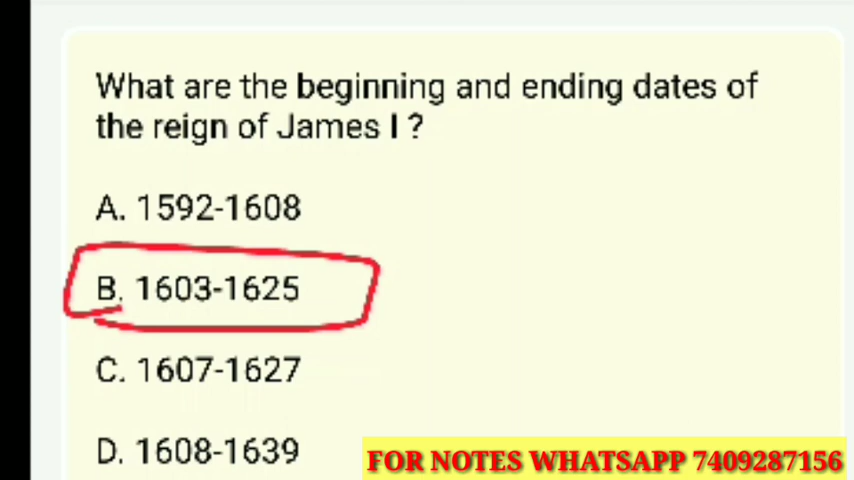 What are the beginning and ending dates of
the reign of James I ?
A. 1592-1608
B. 1603-1625
C. 1607-1627
D. 1608-1639
FOR NOTES WHATSAPP 7409287156